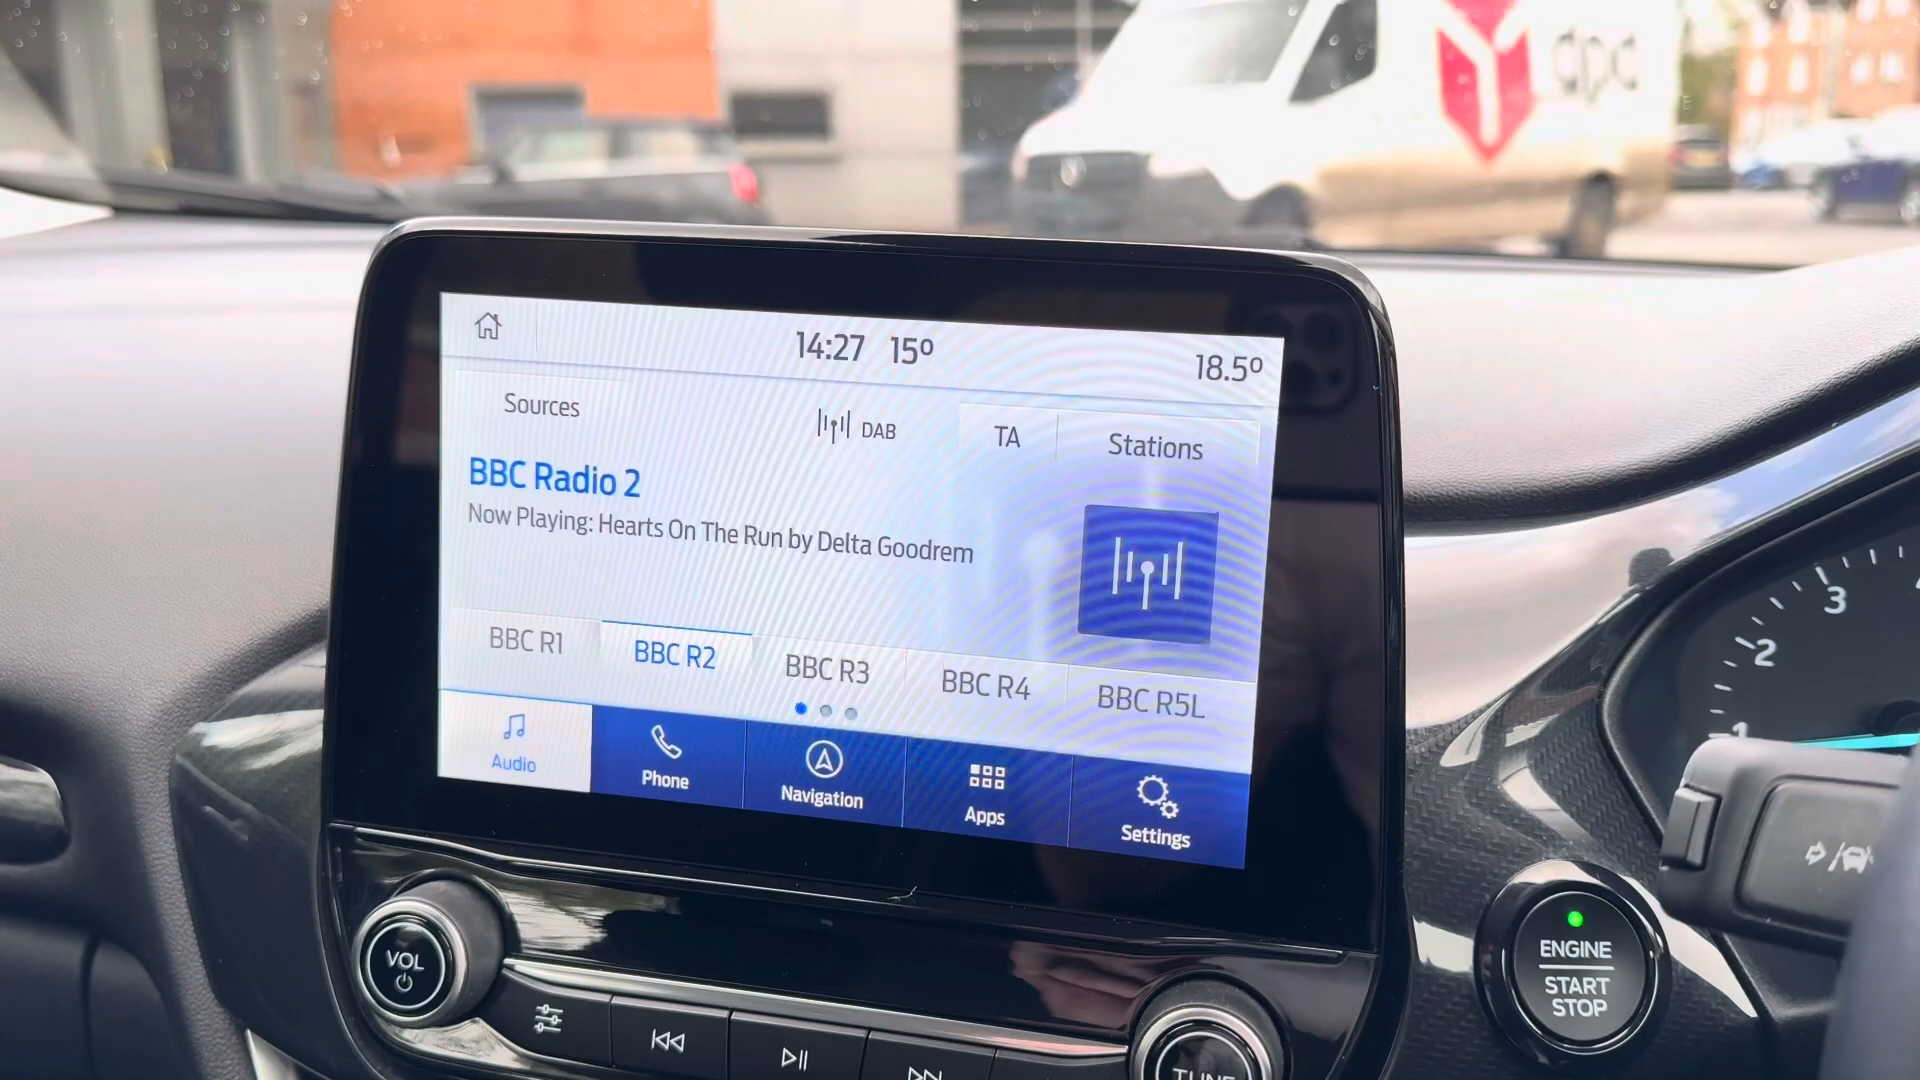 dpd
14:27 15°
18.5°
Sources
DAB
TA
Stations
BBC Radio 2
Now Playing: Hearts On The Run by Delta Goodrem
BBC R1
BBC R2
BBC R3
BBC R4
BBC R5L
Audio
Phone
Navigation
Apps
Settings
3
2
1
VOL
ENGINE
START
STOP
TUNE